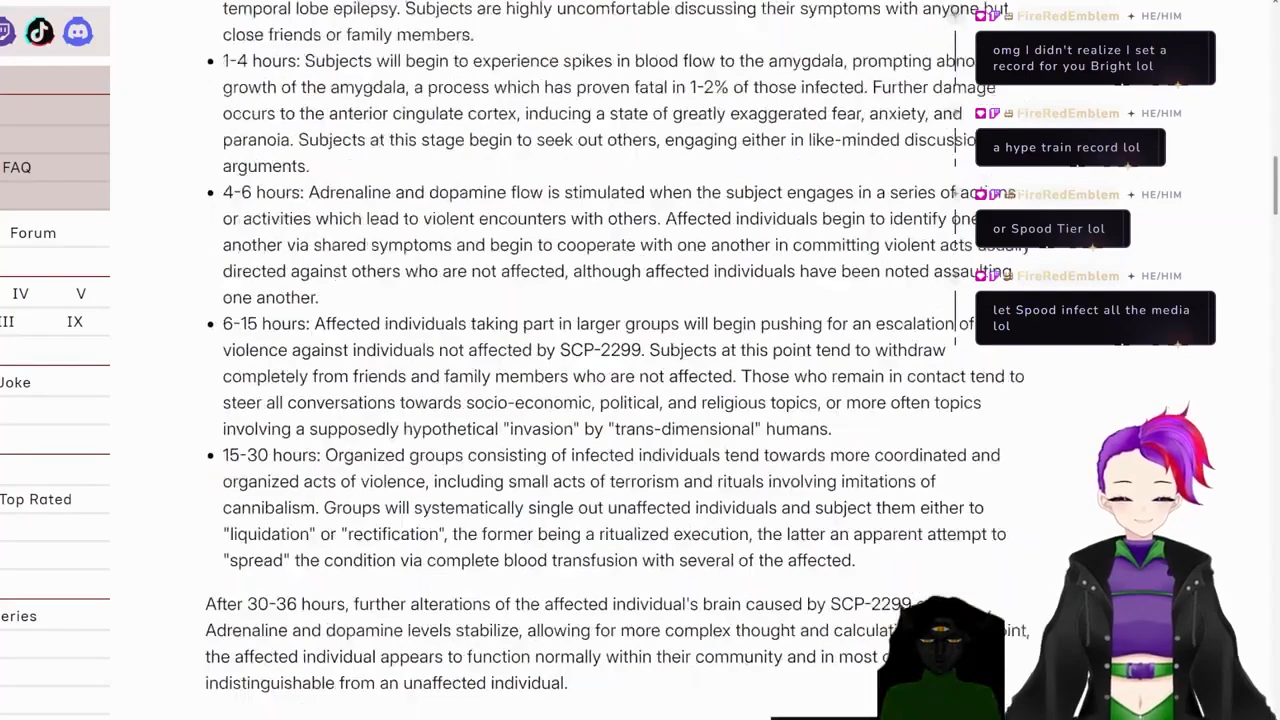 temporal lobe epilepsy. Subjects are highly uncomfortable discussing their symptoms with anyone but
close friends or family members.
1-4 hours: Subjects will begin to experience spikes in blood flow to the amygdala, prompting
growth of the amygdala, a process which has proven fatal in 1-2% of those infected. Further damage
occurs to the anterior cingulate cortex, inducing a state of greatly exaggerated fear, anxiety, and
paranoia. Subjects at this stage begin to seek out others, engaging either in like-minded
arguments.
4-6 hours: Adrenaline and dopamine flow is stimulated when the subject engages in a series of actions
or activities which lead to violent encounters with others. Affected individuals begin to identify one
another via shared symptoms and begin to cooperate with one another in committing violent acts usually
directed against others who are not affected, although affected individuals have been noted assaulting
one another.
6-15 hours: Affected individuals taking part in larger groups will begin pushing for an escalation of
violence against individuals not affected by SCP-2299. Subjects at this point tend to withdraw
completely from friends and family members who are not affected. Those who remain in contact tend to
steer all conversations towards socio-economic, political, and religious topics, or more often topics
involving a supposedly hypothetical "invasion" by "trans-dimensional" humans.
15-30 hours: Organized groups consisting of infected individuals tend towards more coordinated and
organized acts of violence, including small acts of terrorism and rituals involving imitations of
cannibalism. Groups will systematically single out unaffected individuals and subject them either to
"liquidation" or "rectification", the former being a ritualized execution, the latter an apparent attempt to
"spread" the condition via complete blood transfusion with several of the affected.
After 30-36 hours, further alterations of the affected individual's brain caused by SCP-2299
Adrenaline and dopamine levels stabilize, allowing for more complex thought and
the affected individual appears to function normally within their community and in most
indistinguishable from an unaffected individual.
FAQ
Forum
IV V
III IX
Joke
Top Rated
FireRedEmblem HE/HIM
omg I didn't realize I set a
record for you Bright lol
FireRedEmblem HE/HIM
a hype train record lol
FireRedEmblem HE/HIM
or Spood Tier lol
FireRedEmblem HE/HIM
let Spood infect all the media
lol